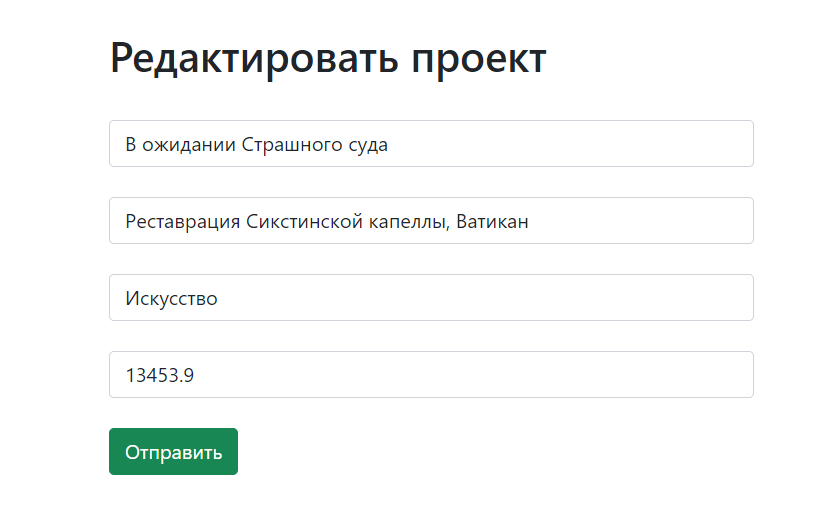 Редактировать проект
В ожидании Страшного суда
Реставрация Сикстинской капеллы, Ватикан
Искусство
13453.9
Отправить